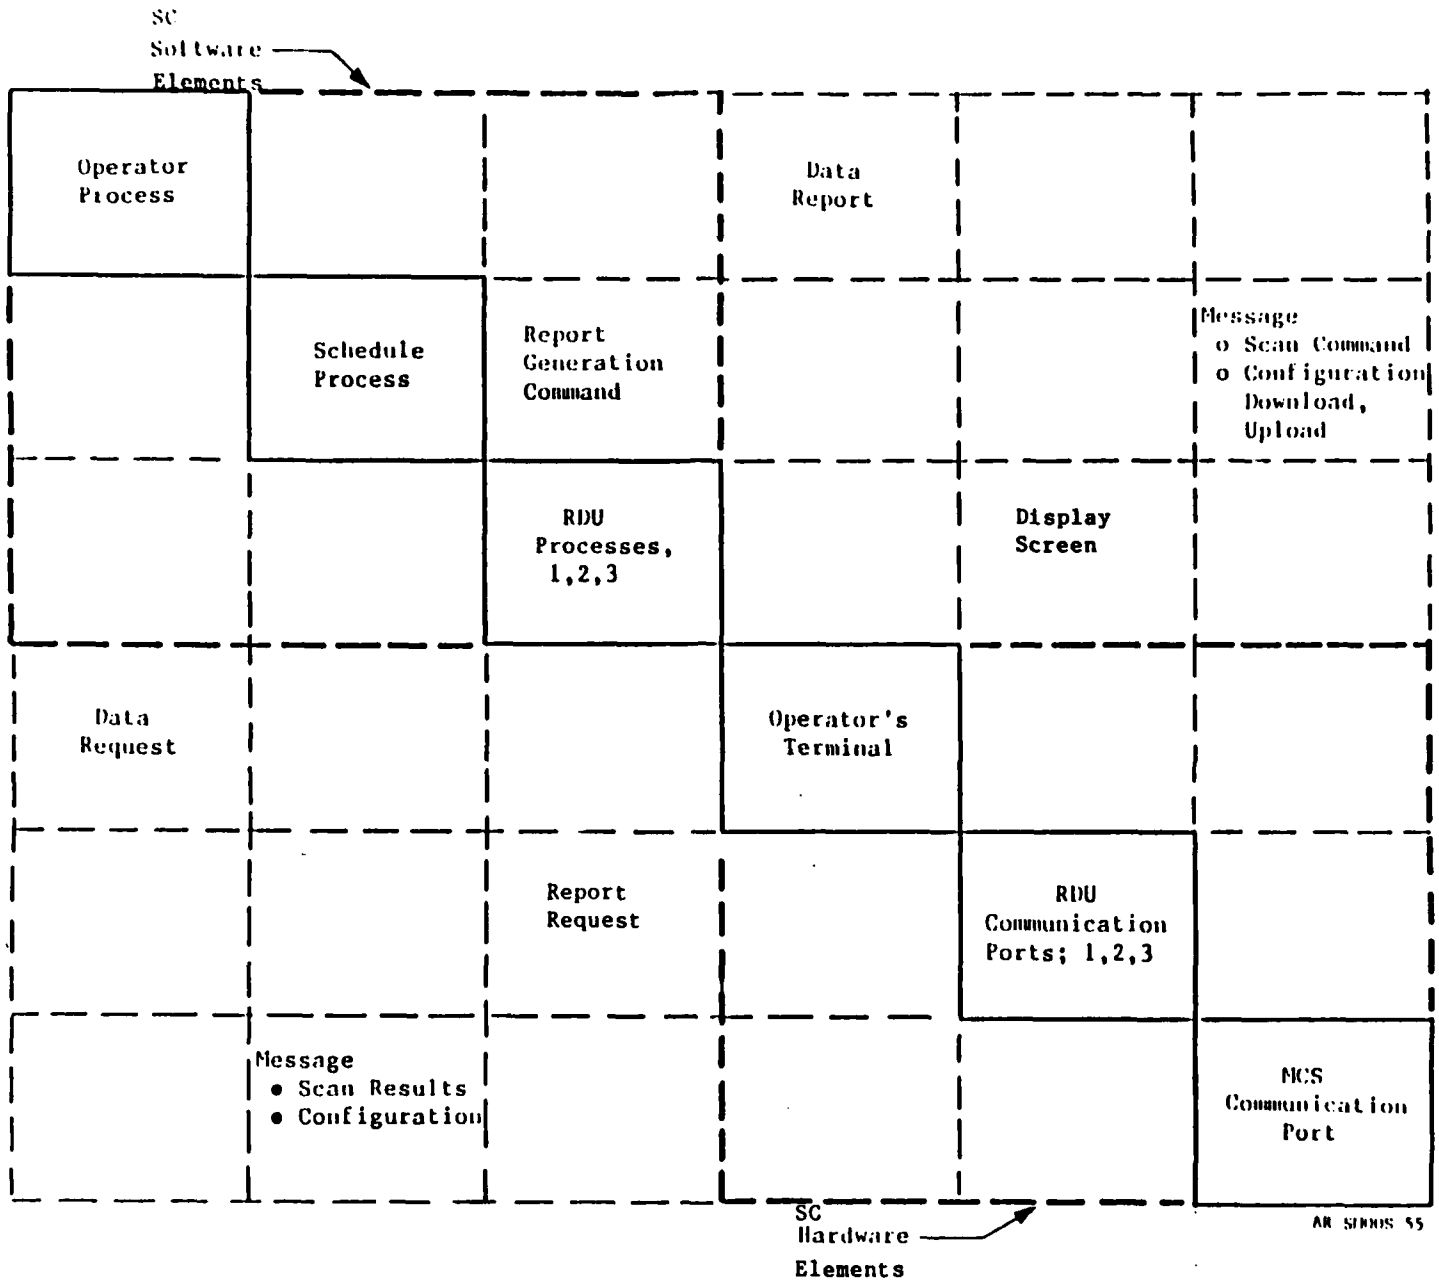 SC
Software
Elements
Operator
Process
Data
Report
Schedule
Process
Report
Generation
Command
Message
o Scan Command
o Configuration
Download,
Upload
RDU
Processes,
1,2,3
Display
Screen
Data
Request
Operator's
Terminal
Report
Request
RDU
Communication
Ports; 1,2,3
Message
● Scan Results
● Configuration
MCS
Communication
Port
SC
Hardware
Elements
AR
55